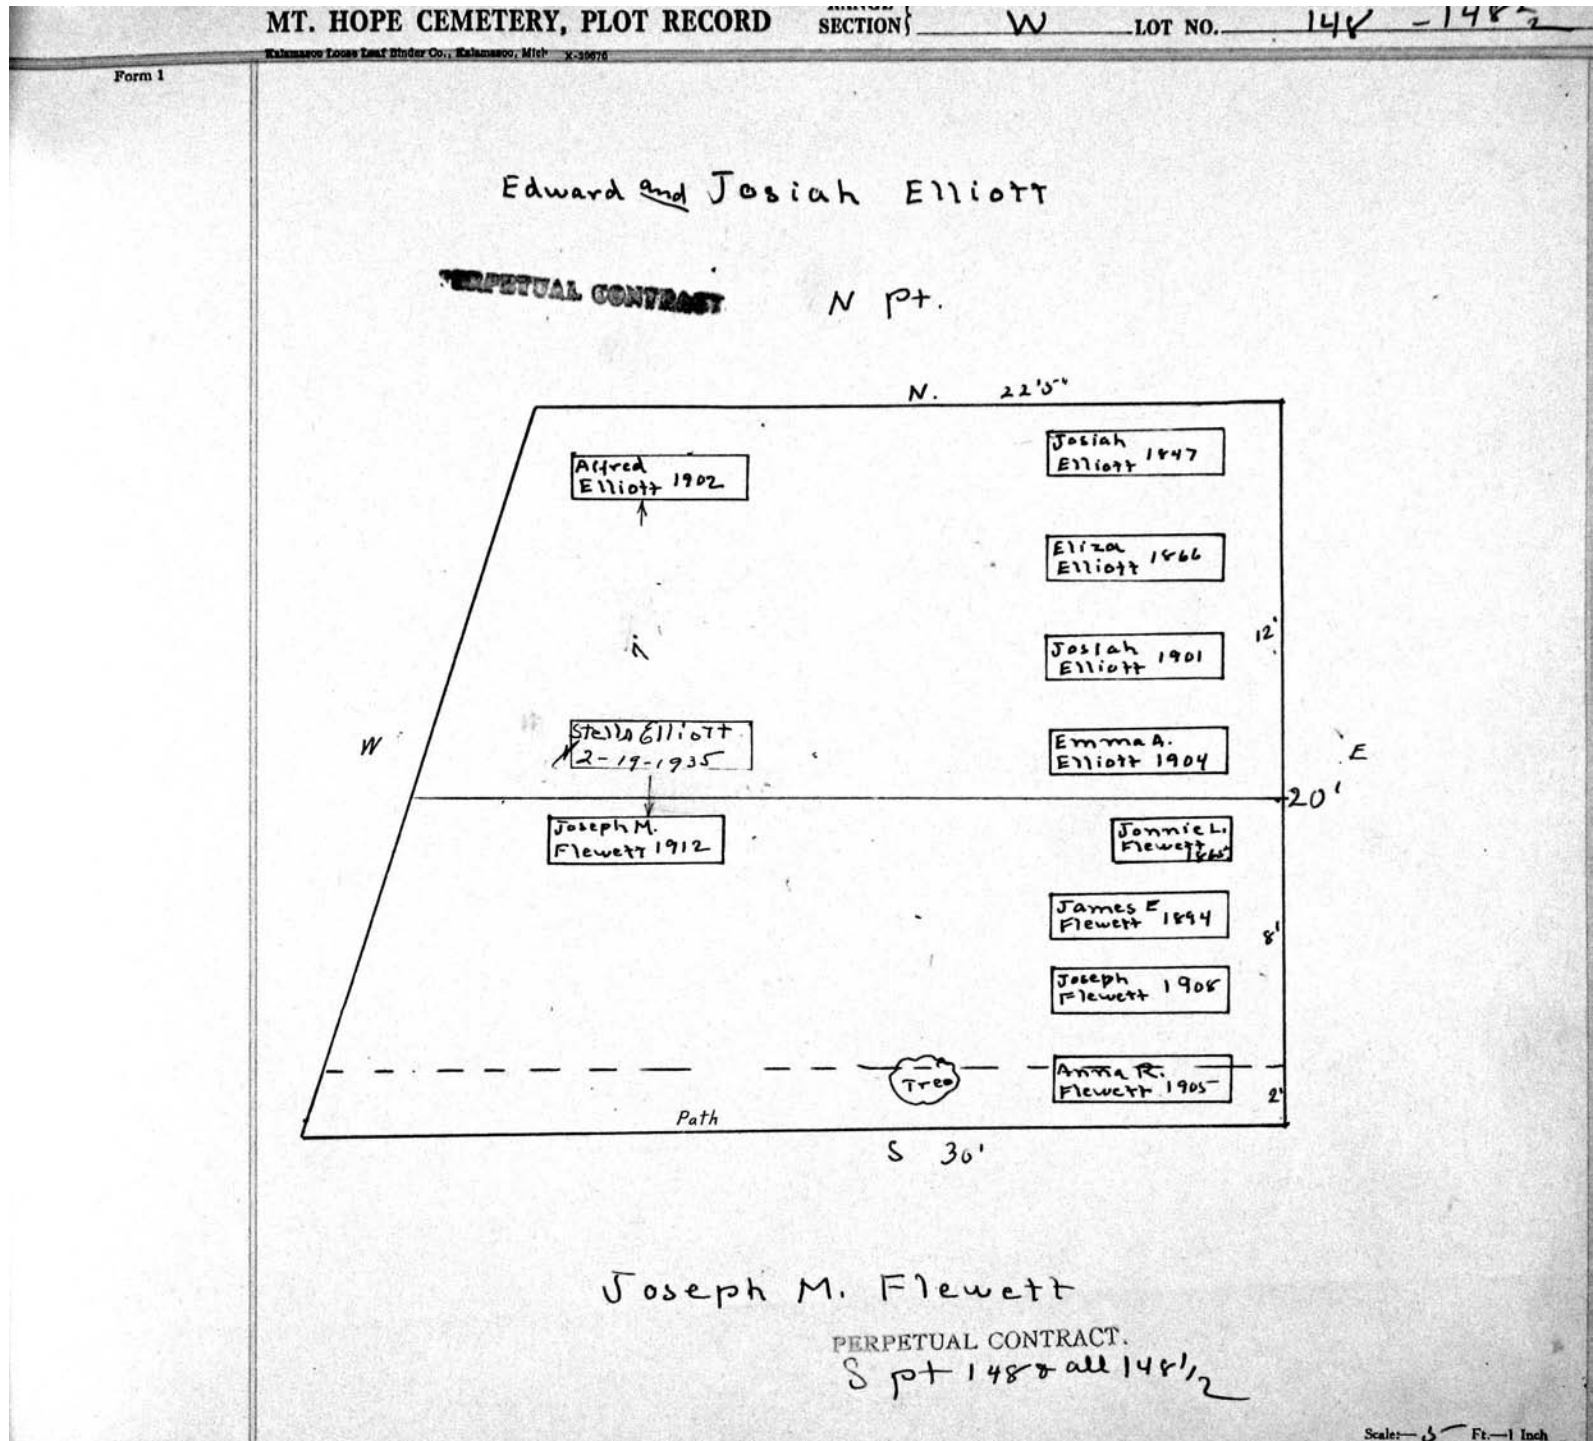 MT. HOPE CEMETERY, PLOT RECORD SECTION W LOT NO. 148 - 148½
Kalamazoo Loose Leaf Binder Co., Kalamazoo, Mich X-30670
Form 1
Edward and Josiah Elliott
PERPETUAL CONTRACT N pt.
N. 22'5"
Alfred
Elliott 1902
Josiah
Elliott 1847
Eliza
Elliott 1866
Josiah
Elliott 1901
12'
Stella Elliott
2-19-1935
Emma A.
Elliott 1904
W
E
20'
Joseph M.
Flewett 1912
Jonnie L.
Flewett
James E
Flewett 1894
8'
Joseph
Flewett 1908
Tree
Anna R.
Flewett 1905
2'
Path
S 30'
Joseph M. Flewett
PERPETUAL CONTRACT.
S pt 148 & all 148½
Scale:— 5 Ft.—1 Inch